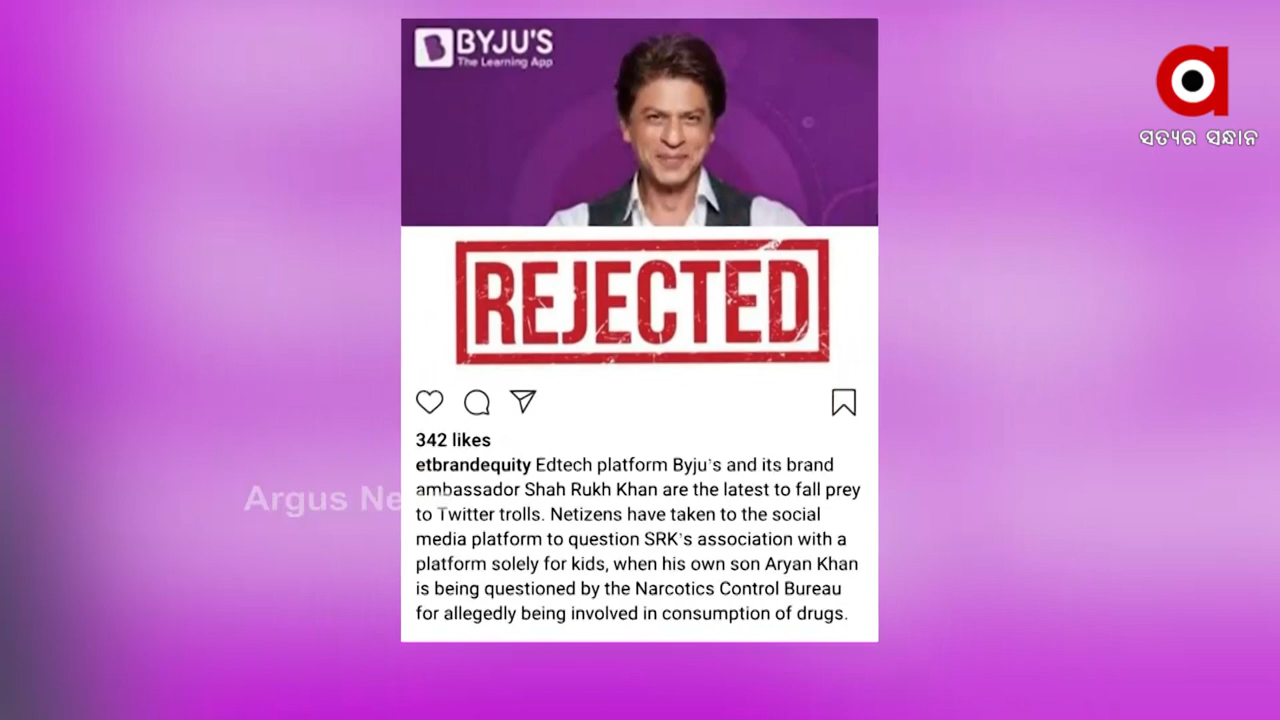 BYJU'S
The Learning App
ସତ୍ୟର ସନ୍ଧାନ
REJECTED
342 likes
etbrandequity Edtech platform Byju's and its brand
ambassador Shah Rukh Khan are the latest to fall prey
to Twitter trolls. Netizens have taken to the social
media platform to question SRK's association with a
platform solely for kids, when his own son Aryan Khan
is being questioned by the Narcotics Control Bureau
for allegedly being involved in consumption of drugs.
Argus Ne